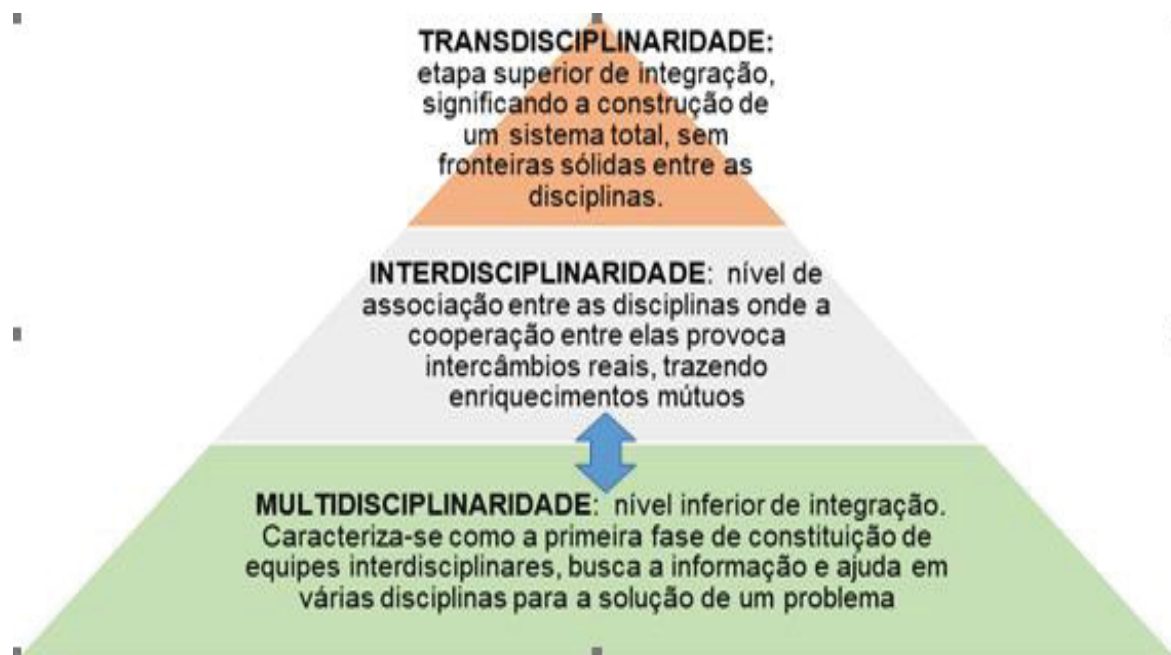 TRANSDISCIPLINARIDADE:
etapa superior de integração,
significando a construção de
um sistema total, sem
fronteiras sólidas entre as
disciplinas.
INTERDISCIPLINARIDADE: nível de
associação entre as disciplinas onde a
cooperação entre elas provoca
intercâmbios reais, trazendo
enriquecimentos mútuos
MULTIDISCIPLINARIDADE: nível inferior de integração.
Caracteriza-se como a primeira fase de constituição de
equipes interdisciplinares, busca a informação e ajuda em
várias disciplinas para a solução de um problema